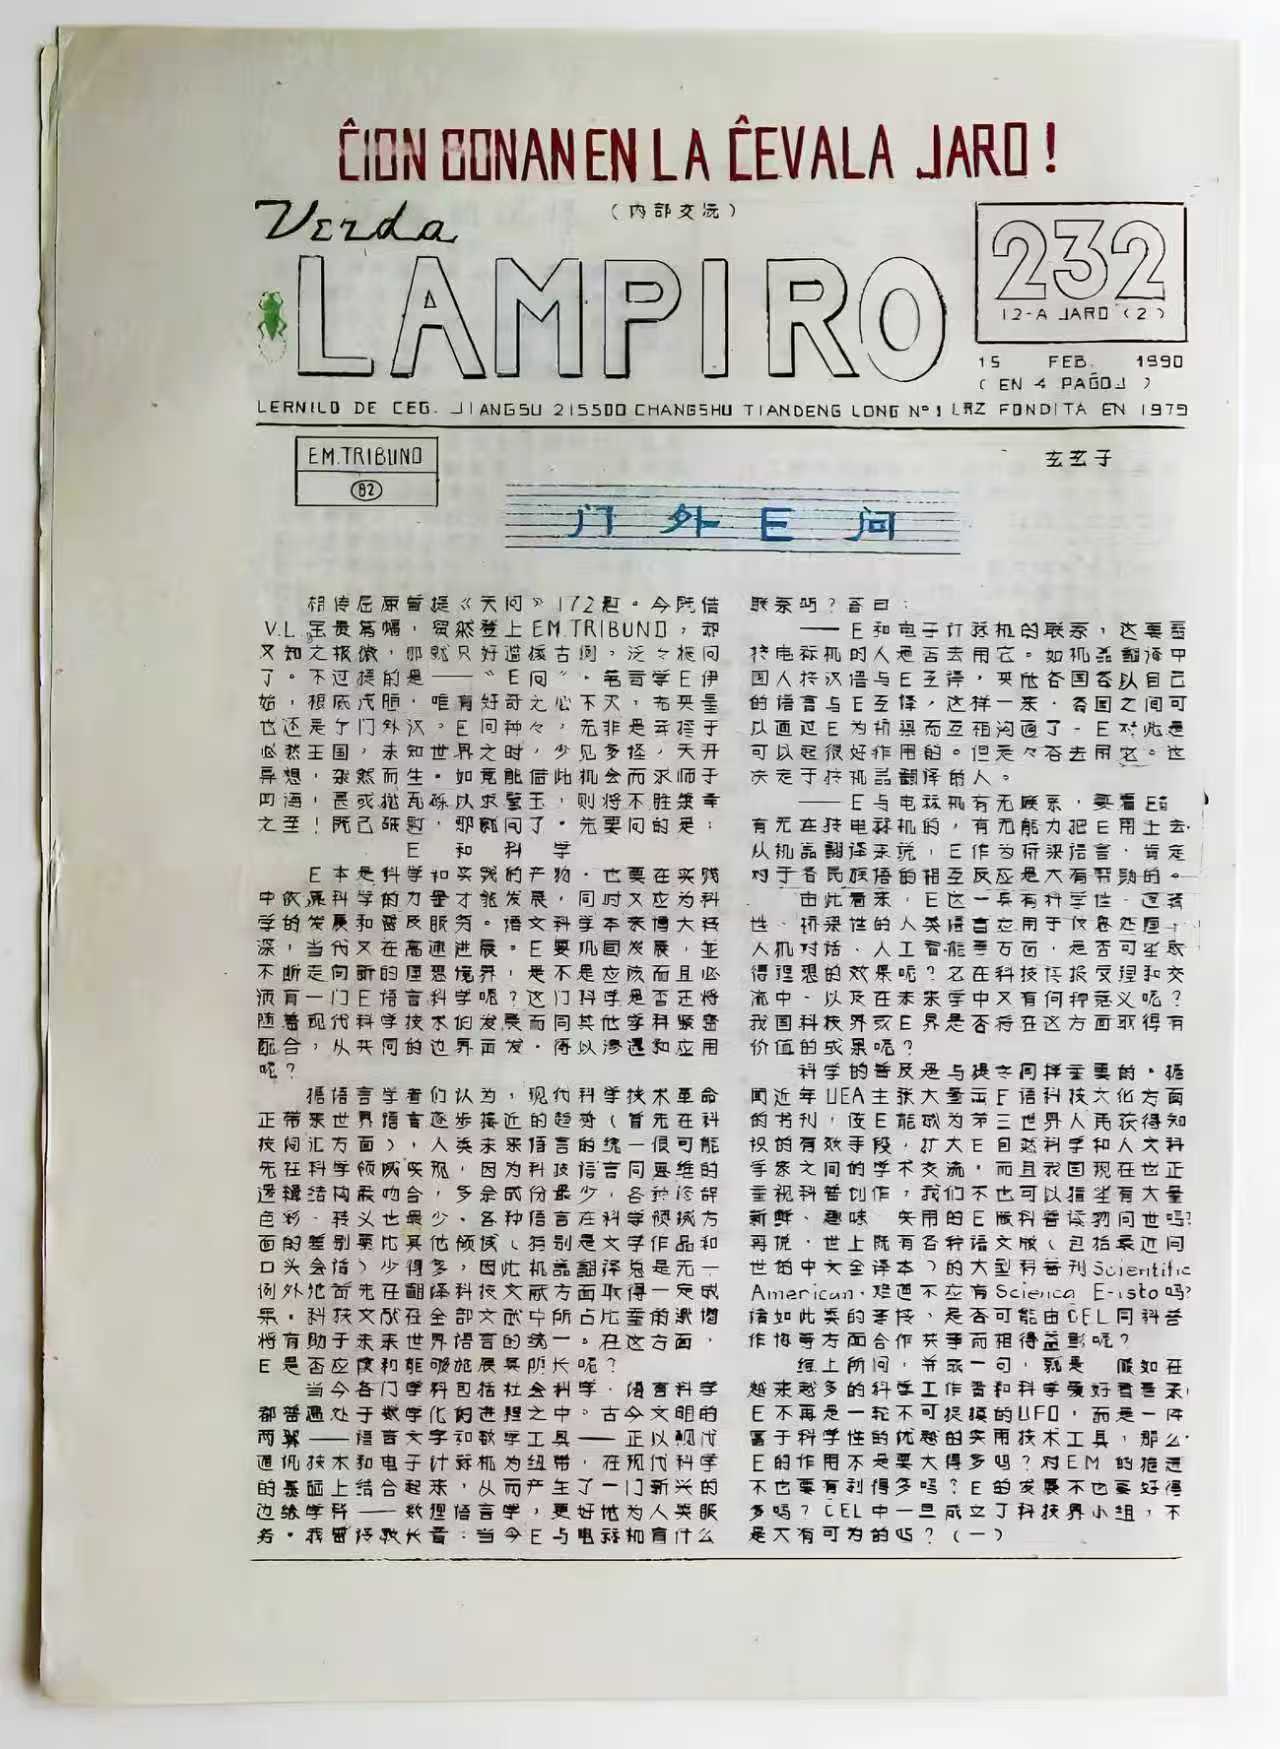 ĈION BONAN EN LA ĈEVALA JARO!
Verda
(内部交流)
LAMPIRO
232
12-A JARO (2)
15 FEB. 1990
(EN 4 PAĜOJ)
LERNILO DE CEG. JIANGSU 215500 CHANGSHU TIANDENG LONG N° 1 LRZ FONDITA EN 1979
EM.TRIBUNO
82
玄玄子
门外E问
相传屈原曾提《天问》172题。今既借
V.L.宝贵篇幅,贸然登上EM.TRIBUNO,却
又知之极微,那就只好遵循古例,泛泛提问
了。不过提的是——“E问”。笔者学E伊
始,根底浅陋,唯有好奇之心不灭,
也还是个门外汉。E问种々,无非是
必然王国,未知世界之时,少见多怪,天开
异想,杂然而生。如竟能借此机会而求师于
四海,甚或抛瓦砾以求璧玉,则将不胜荣幸
之至!既已破题,那就问了。先要问的是:
E 和 科 学
E本是科学和实践的产物。也要在实践
中依靠科学的力量才能发展,同时又应为科
学的发展和普及服务。语文科学本来博大精
深,当代又在高速进展。E要巩固发展,並
不断走向新的理想境界,是不是应该而且必
须有一门E语言科学呢?这门科学是否正将
随着现代科学技术的发展而同其他学科紧密
配合,从共同的边界出发,得以渗透和应用
呢?
据语言学者们认为,现代科学技术革命
正带来世界语言逐步接近的趋势(首先在科
技词汇方面),人类未来语言的统一很可能
先在科学领域实现,因为科技语言同思维的
逻辑结构最吻合,多余成份最少,各种修辞
色彩、转义也最少。各种语言在科学领域方
面的差别要比其他领域(特别是文学作品和
口头会话)少得多,因此机器翻译总是无一
例外地首先在翻译科技文献方面取得一定成
果。科技文献在全部文献中所占比重的激增
将有助于未来世界语言的统一。在这方面,
E是否应该和能够施展其所长呢?
当今各门学科包括社会科学、语言科学
都普遍处于数学化的进程之中。古今文明的
两翼——语言文字和数学工具——正以现代
通讯技术和电子计算机为纽带,在现代科学
的基础上结合起来,从而产生了一门新兴的
边缘学科——数理语言学,更好地为人类服
务。我曾请教长者:当今E与电算机有什么
联系吗?答曰:
——E和电子计算机的联系,这要看
搞电算机的人是否去用它。如机器翻译中
国人将汉语与E互译,其他各国各以自己
的语言与E互译,这样一来,各国之间可
以通过E为桥梁而互相沟通了。E对此是
可以起很好作用的。但是々否去用它。这
决定于搞机器翻译的人。
——E与电算机有无联系,要看E者
有无在搞电算机的,有无能力把E用上去。
从机器翻译来说,E作为桥梁语言,肯定
对于各民族语的相互反应是大有帮助的。
由此看来,E这一具有科学性、逻辑
性、桥梁性的人类语言应用于信息处理、
人机对话、人工智能等方面,是否可望取
得理想的效果呢?它在科技情报受理和交
流中,以及在未来学中又有何种意义呢?
我国科技界或E界是否将在这方面取得有
价值的成果呢?
科学的普及是与提高同样重要的。据
闻近年UEA主张大量出E语科技文化方面
的书刊,使E能成为第三世界人民获得知
识的有效手段,扩大E自然科学和人文科
学家之间的学术交流,而且我国现在也正
重视科普创作,我们不也可以指望有大量
新鲜、趣味、实用的E版科普读物问世吗?
再说,世上既有各种语文版(包括最近问
世的中文全译本)的大型科普刊Scientific
American,难道不应有Scienca E-isto吗?
诸如此类的事情,是否可能由ĈEL同科普
作协等方面合作共事而相得益彰呢?
综上所问,并成一句,就是 假如在
越来越多的科学工作者和科学爱好者看来
E不再是一轮不可捉摸的UFO,而是一件
富于科学性的优越的实用技术工具,那么
E的作用不是要大得多吗?对EM的推进
不也要有利得多吗?E的发展不也要好得
多吗?ĈEL中一旦成立了科技界小组,不
是大有可为的吗?(一)